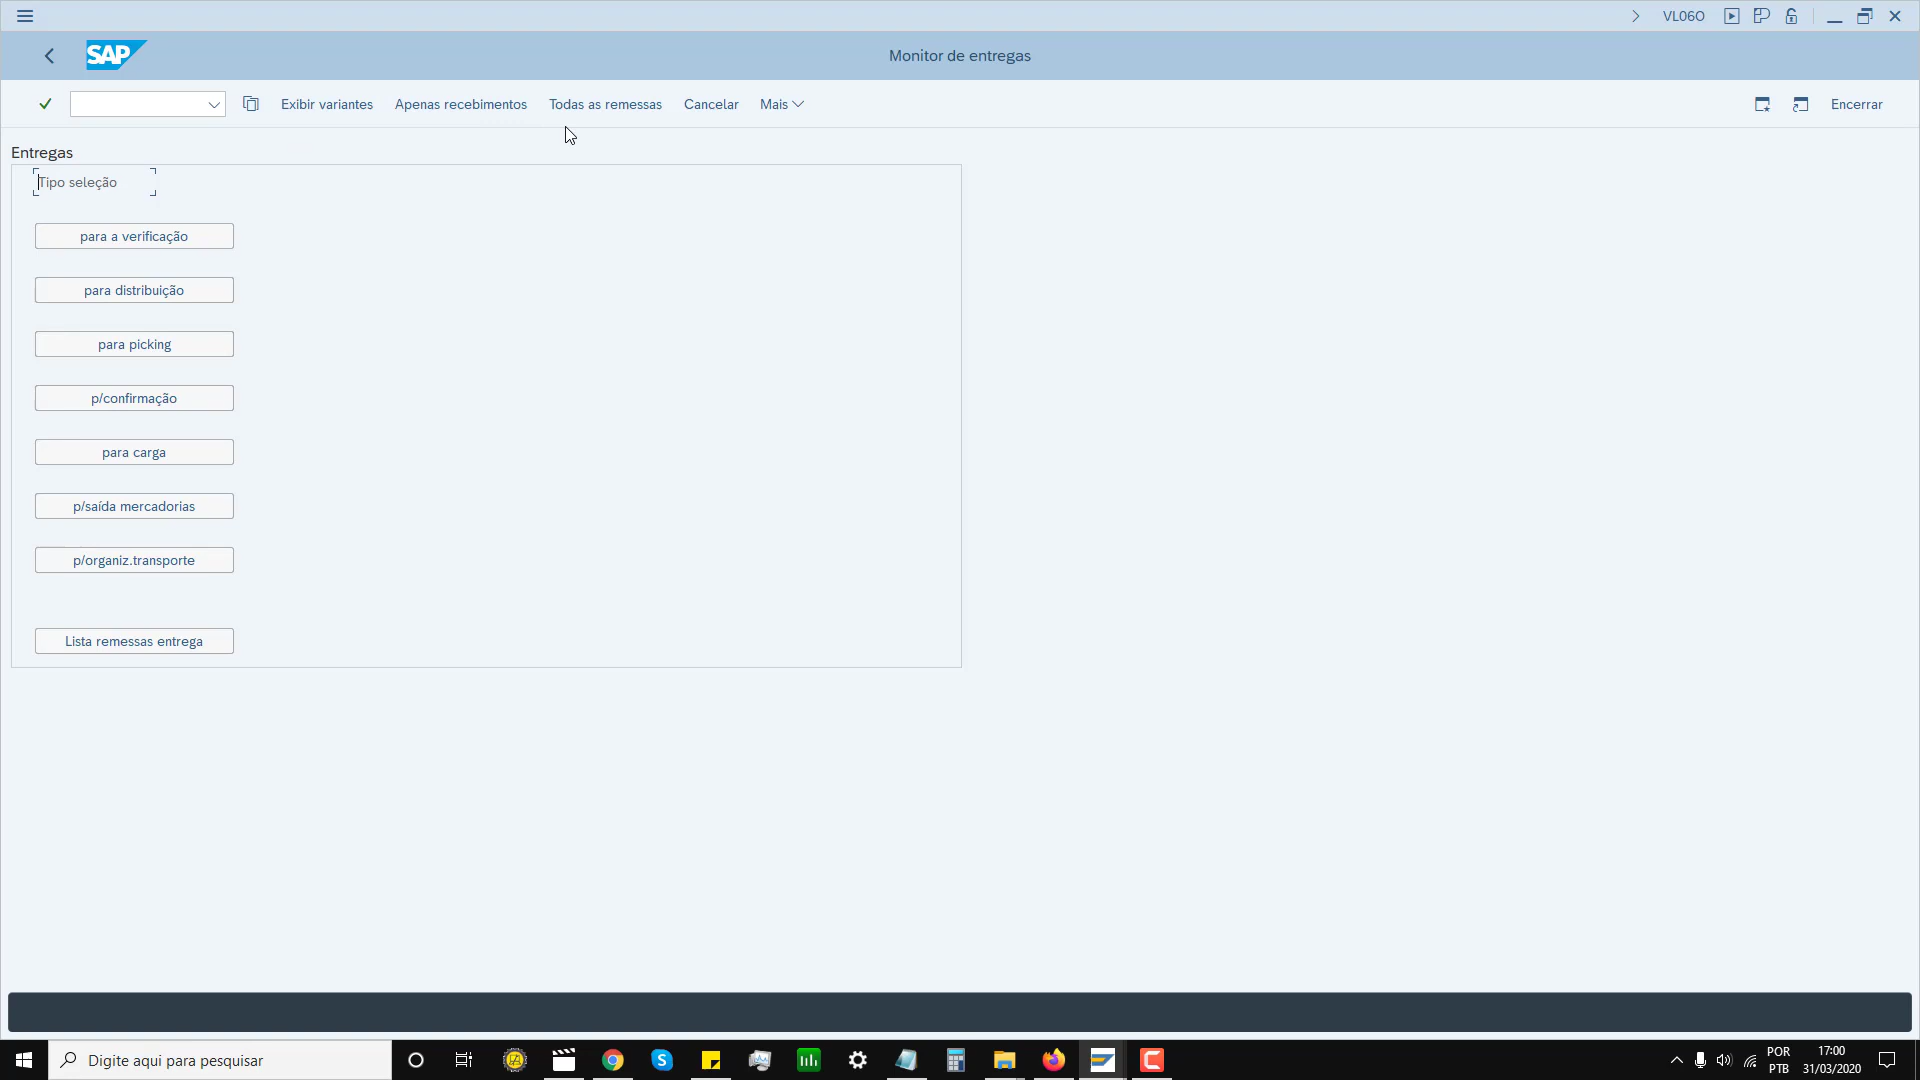 VL06O
SAP
Monitor de entregas
Exibir variantes
Apenas recebimentos
Todas as remessas
Cancelar
Mais
Encerrar
Entregas
Tipo seleção
para a verificação
para distribuição
para picking
p/confirmação
para carga
p/saída mercadorias
p/organiz.transporte
Lista remessas entrega
Digite aqui para pesquisar
POR
PTB
17:00
31/03/2020